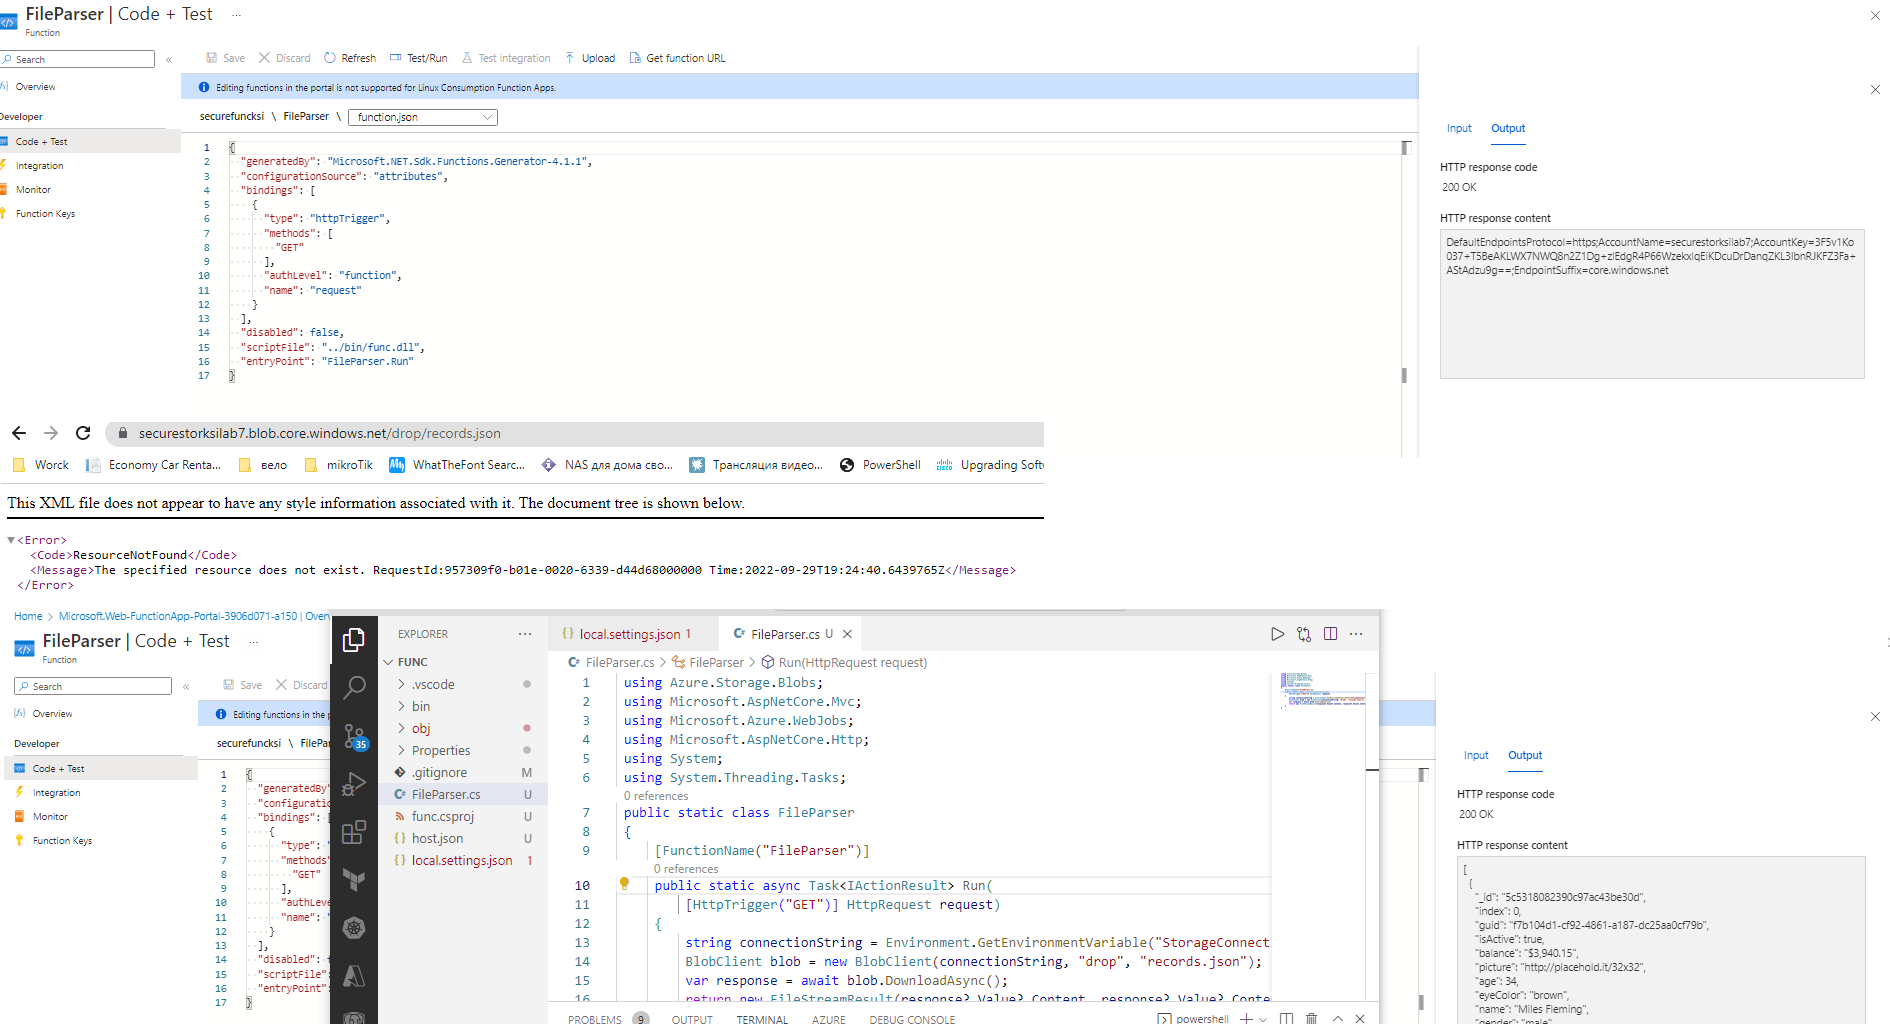 FileParser | Code + Test ...
Function
Search «
Save Discard Refresh Test/Run Test integration Upload Get function URL
Overview
Editing functions in the portal is not supported for Linux Consumption Function Apps.
Developer
securefuncksi \ FileParser \ function.json
Code + Test
Integration
Monitor
Function Keys
1 {
2 "generatedBy": "Microsoft.NET.Sdk.Functions.Generator-4.1.1",
3 "configurationSource": "attributes",
4 "bindings": [
5 {
6 "type": "httpTrigger",
7 "methods": [
8 "GET"
9 ],
10 "authLevel": "function",
11 "name": "request"
12 }
13 ],
14 "disabled": false,
15 "scriptFile": "../bin/func.dll",
16 "entryPoint": "FileParser.Run"
17 }
Input Output
HTTP response code
200 OK
HTTP response content
DefaultEndpointsProtocol=https;AccountName=securestorksilab7;AccountKey=3F5v1Ko
AStAdzu9g==;EndpointSuffix=core.windows.net
securestorksilab7.blob.core.windows.net/drop/records.json
Worck Economy Car Renta... вело mikroTik WhatTheFont Searc... NAS для дома сво... Трансляция видео... PowerShell Upgrading Softw
This XML file does not appear to have any style information associated with it. The document tree is shown below.
▼<Error>
<Code>ResourceNotFound</Code>
<Message>The specified resource does not exist. RequestId:957309f0-b01e-0020-6339-d44d68000000 Time:2022-09-29T19:24:40.6439765Z</Message>
</Error>
Home > Microsoft.Web-FunctionApp-Portal-3906d071-a150 | Overv
FileParser | Code + Test ...
Function
Search «
Save Discard
Overview
Editing functions in the p
Developer
securefuncksi \ FilePar
Code + Test
Integration
Monitor
Function Keys
1 {
2 "generatedBy"
3 "configuratio
4 "bindings": [
5 {
6 "type": "
7 "methods"
8 "GET"
9 ],
10 "authLeve
11 "name": "
12 }
13 ],
14 "disabled": f
15 "scriptFile":
16 "entryPoint":
17 }
EXPLORER ...
FUNC
.vscode
bin
obj
Properties
.gitignore M
FileParser.cs U
func.csproj U
host.json U
local.settings.json 1
35
local.settings.json 1 FileParser.cs U
FileParser.cs > FileParser > Run(HttpRequest request)
1 using Azure.Storage.Blobs;
2 using Microsoft.AspNetCore.Mvc;
3 using Microsoft.Azure.WebJobs;
4 using Microsoft.AspNetCore.Http;
5 using System;
6 using System.Threading.Tasks;
0 references
7 public static class FileParser
8 {
9 [FunctionName("FileParser")]
0 references
10 public static async Task<IActionResult> Run(
11 [HttpTrigger("GET")] HttpRequest request)
12 {
13 string connectionString = Environment.GetEnvironmentVariable("StorageConnect
14 BlobClient blob = new BlobClient(connectionString, "drop", "records.json");
15 var response = await blob.DownloadAsync();
16 return new FileStreamResult(response?.Value?.Content, response?.Value?.Conte
PROBLEMS 9 OUTPUT TERMINAL AZURE DEBUG CONSOLE powershell
Input Output
HTTP response code
200 OK
HTTP response content
[
{
"_id": "5c5318082390c97ac43be30d",
"index": 0,
"guid": "f7b104d1-cf92-4861-a187-dc25aa0cf79b",
"isActive": true,
"balance": "$3,940.15",
"picture": "http://placehold.it/32x32",
"age": 34,
"eyeColor": "brown",
"name": "Miles Fleming",
"gender": "male"